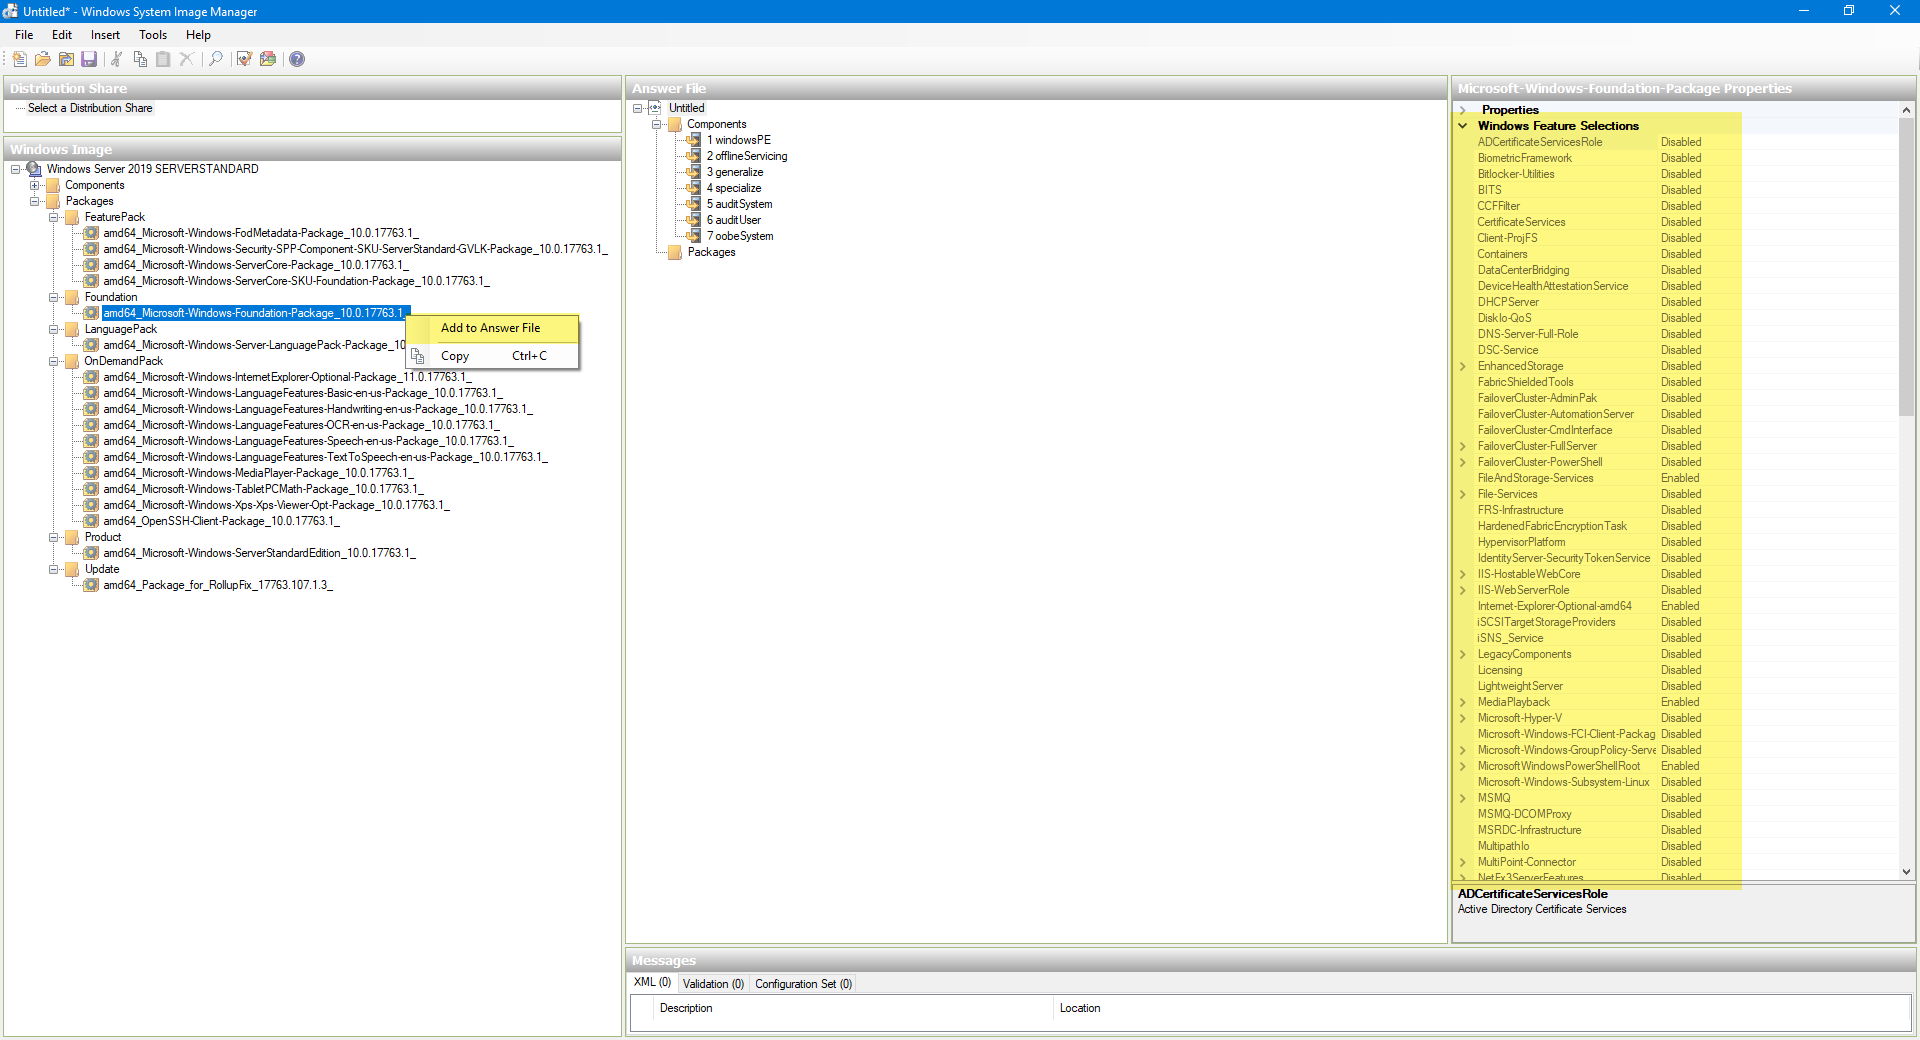 Untitled* - Windows System Image Manager
File Edit Insert Tools Help
Distribution Share
Select a Distribution Share
Windows Image
Windows Server 2019 SERVERSTANDARD
Components
Packages
FeaturePack
amd64_Microsoft-Windows-FodMetadata-Package_10.0.17763.1_
amd64_Microsoft-Windows-Security-SPP-Component-SKU-ServerStandard-GVLK-Package_10.0.17763.1_
amd64_Microsoft-Windows-ServerCore-Package_10.0.17763.1_
amd64_Microsoft-Windows-ServerCore-SKU-Foundation-Package_10.0.17763.1_
Foundation
amd64_Microsoft-Windows-Foundation-Package_10.0.17763.1_
LanguagePack
amd64_Microsoft-Windows-Server-LanguagePack-Package_10
OnDemandPack
amd64_Microsoft-Windows-InternetExplorer-Optional-Package_11.0.17763.1_
amd64_Microsoft-Windows-LanguageFeatures-Basic-en-us-Package_10.0.17763.1_
amd64_Microsoft-Windows-LanguageFeatures-Handwriting-en-us-Package_10.0.17763.1_
amd64_Microsoft-Windows-LanguageFeatures-OCR-en-us-Package_10.0.17763.1_
amd64_Microsoft-Windows-LanguageFeatures-Speech-en-us-Package_10.0.17763.1_
amd64_Microsoft-Windows-LanguageFeatures-TextToSpeech-en-us-Package_10.0.17763.1_
amd64_Microsoft-Windows-MediaPlayer-Package_10.0.17763.1_
amd64_Microsoft-Windows-TabletPCMath-Package_10.0.17763.1_
amd64_Microsoft-Windows-Xps-Xps-Viewer-Opt-Package_10.0.17763.1_
amd64_OpenSSH-Client-Package_10.0.17763.1_
Product
amd64_Microsoft-Windows-ServerStandardEdition_10.0.17763.1_
Update
amd64_Package_for_RollupFix_17763.107.1.3_
Add to Answer File
Copy Ctrl+C
Answer File
Untitled
Components
1 windowsPE
2 offlineServicing
3 generalize
4 specialize
5 auditSystem
6 auditUser
7 oobeSystem
Packages
Microsoft-Windows-Foundation-Package Properties
Properties
Windows Feature Selections
ADCertificateServicesRole Disabled
BiometricFramework Disabled
Bitlocker-Utilities Disabled
BITS Disabled
CCFFilter Disabled
CertificateServices Disabled
Client-ProjFS Disabled
Containers Disabled
DataCenterBridging Disabled
DeviceHealthAttestationService Disabled
DHCPServer Disabled
DiskIo-QoS Disabled
DNS-Server-Full-Role Disabled
DSC-Service Disabled
EnhancedStorage Disabled
FabricShieldedTools Disabled
FailoverCluster-AdminPak Disabled
FailoverCluster-AutomationServer Disabled
FailoverCluster-CmdInterface Disabled
FailoverCluster-FullServer Disabled
FailoverCluster-PowerShell Disabled
FileAndStorage-Services Enabled
File-Services Disabled
FRS-Infrastructure Disabled
HardenedFabricEncryptionTask Disabled
HypervisorPlatform Disabled
IdentityServer-SecurityTokenService Disabled
IIS-HostableWebCore Disabled
IIS-WebServerRole Disabled
Internet-Explorer-Optional-amd64 Enabled
iSCSITargetStorageProviders Disabled
iSNS_Service Disabled
LegacyComponents Disabled
Licensing Disabled
LightweightServer Disabled
MediaPlayback Enabled
Microsoft-Hyper-V Disabled
Microsoft-Windows-FCI-Client-Packag Disabled
Microsoft-Windows-GroupPolicy-Serve Disabled
MicrosoftWindowsPowerShellRoot Enabled
Microsoft-Windows-Subsystem-Linux Disabled
MSMQ Disabled
MSMQ-DCOMProxy Disabled
MSRDC-Infrastructure Disabled
MultipathIo Disabled
MultiPoint-Connector Disabled
NetFx3ServerFeatures Disabled
ADCertificateServicesRole
Active Directory Certificate Services
Messages
XML (0) Validation (0) Configuration Set (0)
Description Location